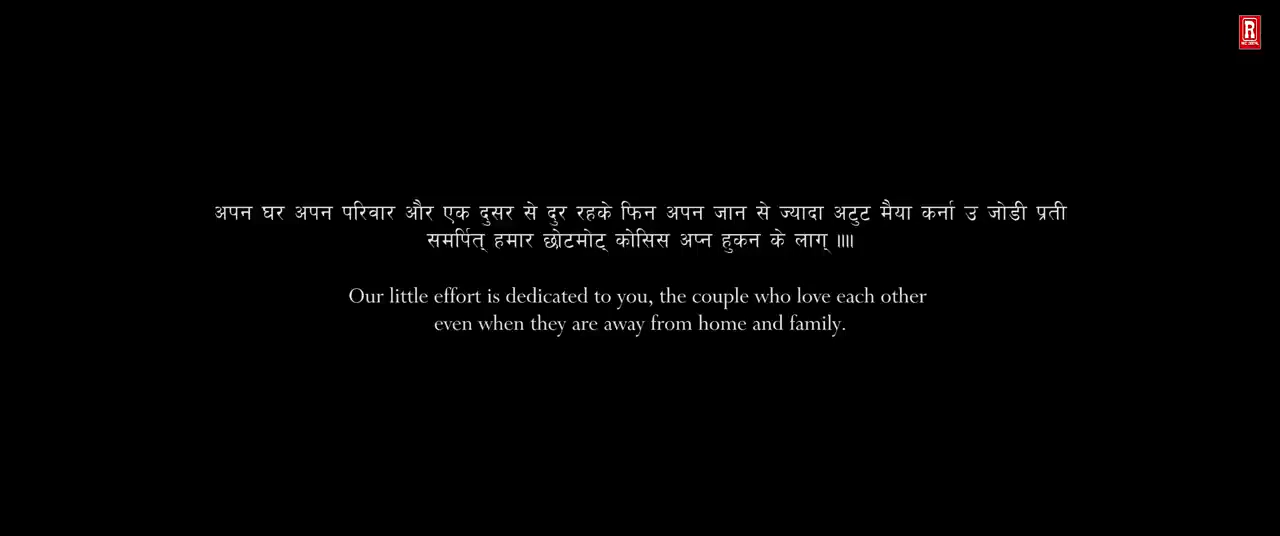 R
अपन घर अपन परिवार और एक दुसर से दुर रहके फिन अपन जान से ज्यादा अटुट मैया कर्ना उ जोडी प्रती
समर्पित् हमार छोटमोट् कोसिस अप्न हुकन के लाग् ॥॥
Our little effort is dedicated to you, the couple who love each other
even when they are away from home and family.